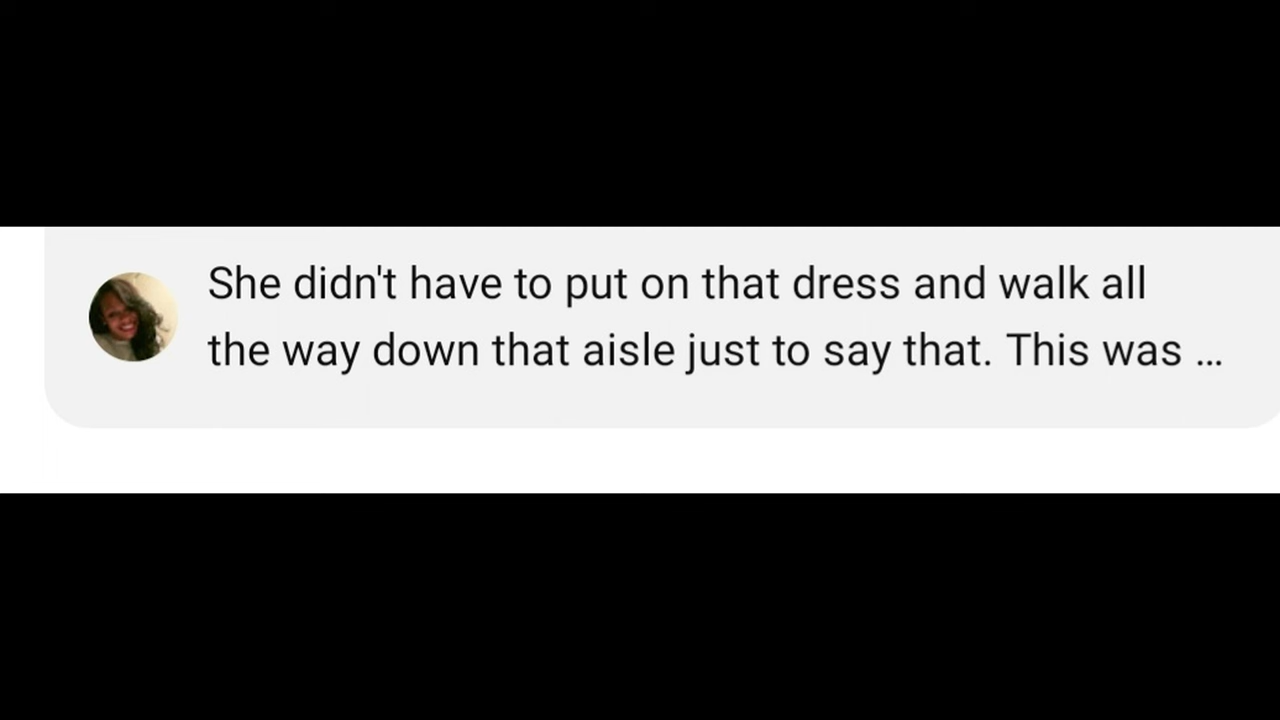 She didn't have to put on that dress and walk all
the way down that aisle just to say that. This was ...